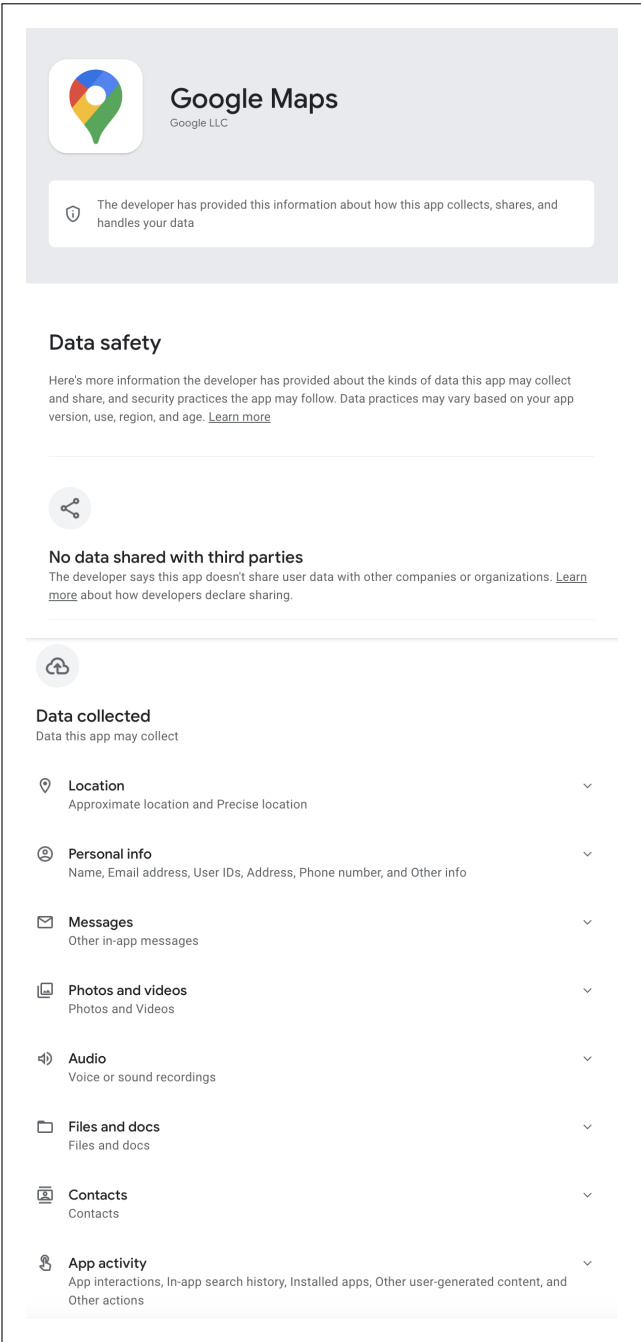 Google Maps
Google LLC
The developer has provided this information about how this app collects, shares, and
handles your data
Data safety
Here's more information the developer has provided about the kinds of data this app may collect
and share, and security practices the app may follow. Data practices may vary based on your app
version, use, region, and age. Learn more
No data shared with third parties
The developer says this app doesn't share user data with other companies or organizations. Learn
more about how developers declare sharing.
Data collected
Data this app may collect
Location
Approximate location and Precise location
Personal info
Name, Email address, User IDs, Address, Phone number, and Other info
Messages
Other in-app messages
Photos and videos
Photos and Videos
Audio
Voice or sound recordings
Files and docs
Files and docs
Contacts
Contacts
App activity
App interactions, In-app search history, Installed apps, Other user-generated content, and
Other actions